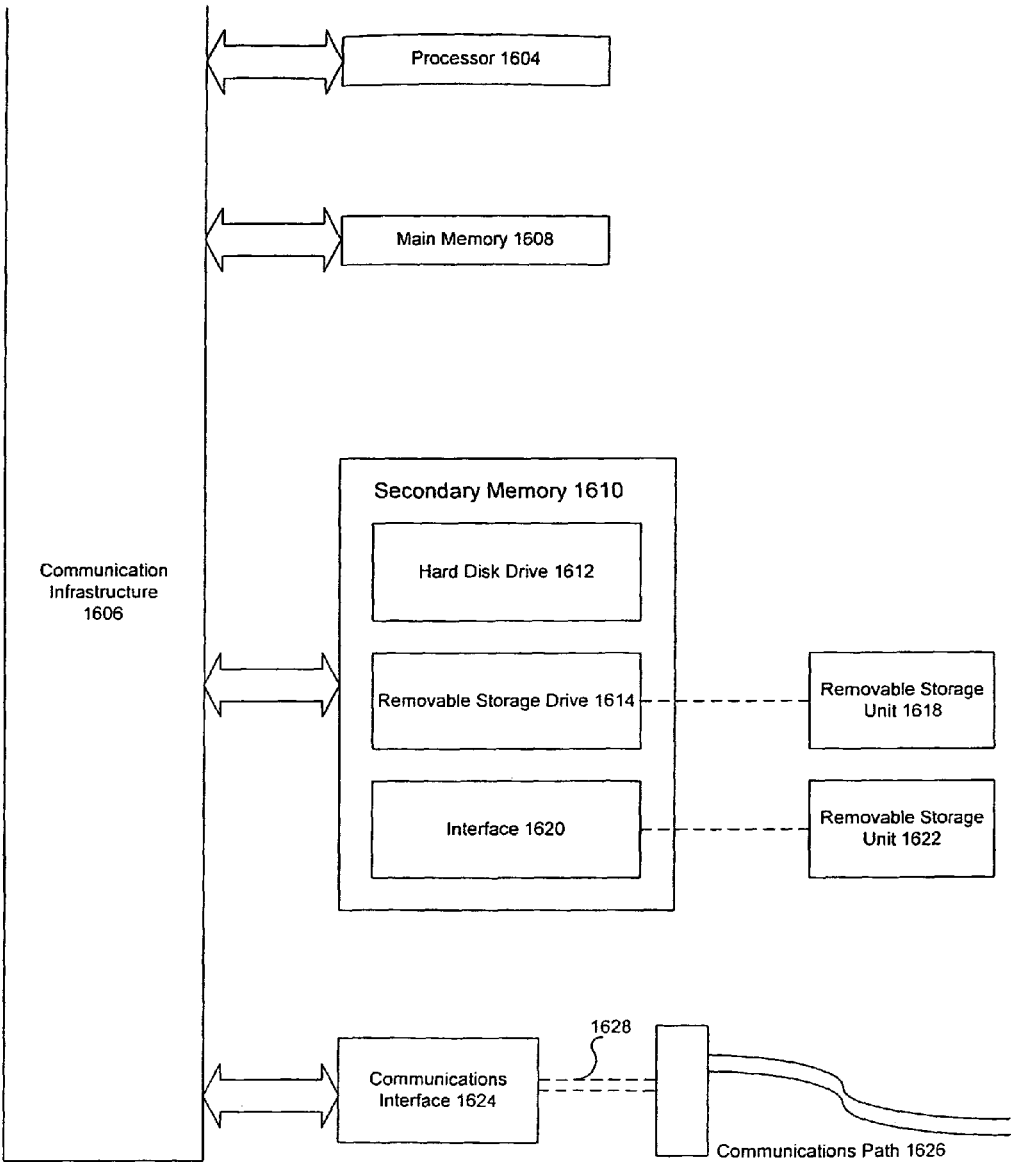 Processor 1604
Main Memory 1608
Secondary Memory 1610
Hard Disk Drive 1612
Communication
Infrastructure
1606
Removable Storage Drive 1614
Removable Storage
Unit 1618
Interface 1620
Removable Storage
Unit 1622
1628
Communications
Interface 1624
Communications Path 1626